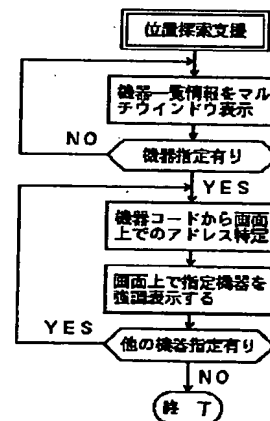 位置探索支援
機器一覧情報をマル
チウインドウ表示
NO
機器指定有り
YES
機器コードから画面
上でのアドレス特定
画面上で指定機器を
強調表示する
YES
他の機器指定有り
NO
終了